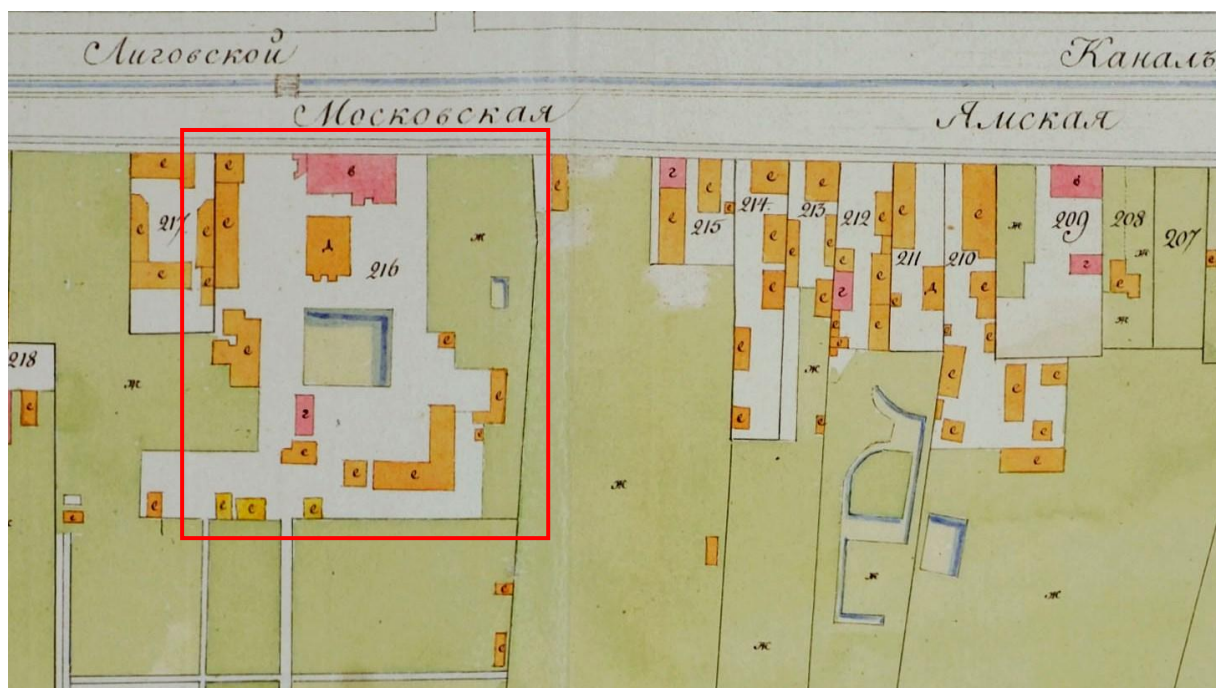 Лиговской Каналъ
Московская Ямская
е е е в е г е е е е в
е 217 е е д 216 ж е 215 е 214 213 212 е е ж 209 208 207
е е г 211 д 210 е г ж е
218 ж е е е г е е е ж
е г е е е е е е
е е е е е е ж е е е
е е е е е ж ж е
е ж ж
е ж